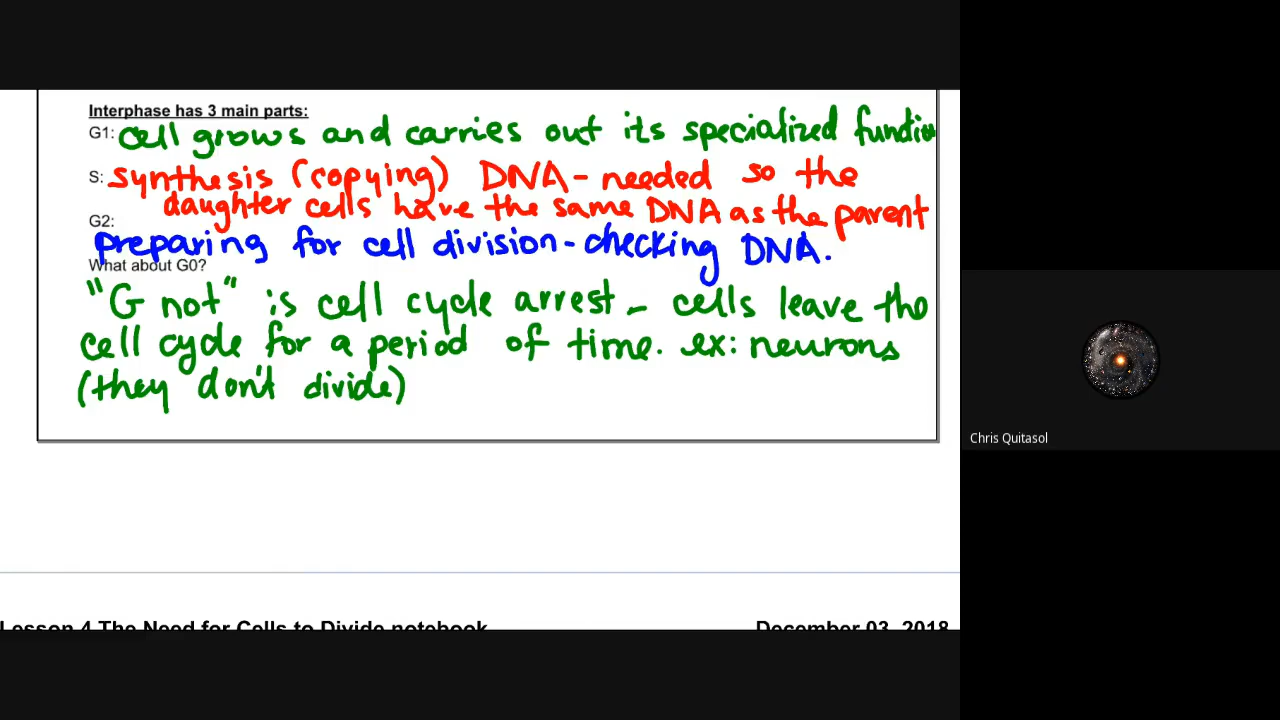 Interphase has 3 main parts:
G1: cell grows and carries out its specialized
S: synthesis (copying) DNA - needed so the
daughter cells have the same DNA as the parent
G2:
preparing for cell division - checking DNA.
What about G0?
"G not" is cell cycle arrest - cells leave the
cell cycle for a period of time. ex: neurons
(they don't divide)
Lesson 4 The Need for Cells to Divide notebook
December 03, 2018
Chris Quitasol